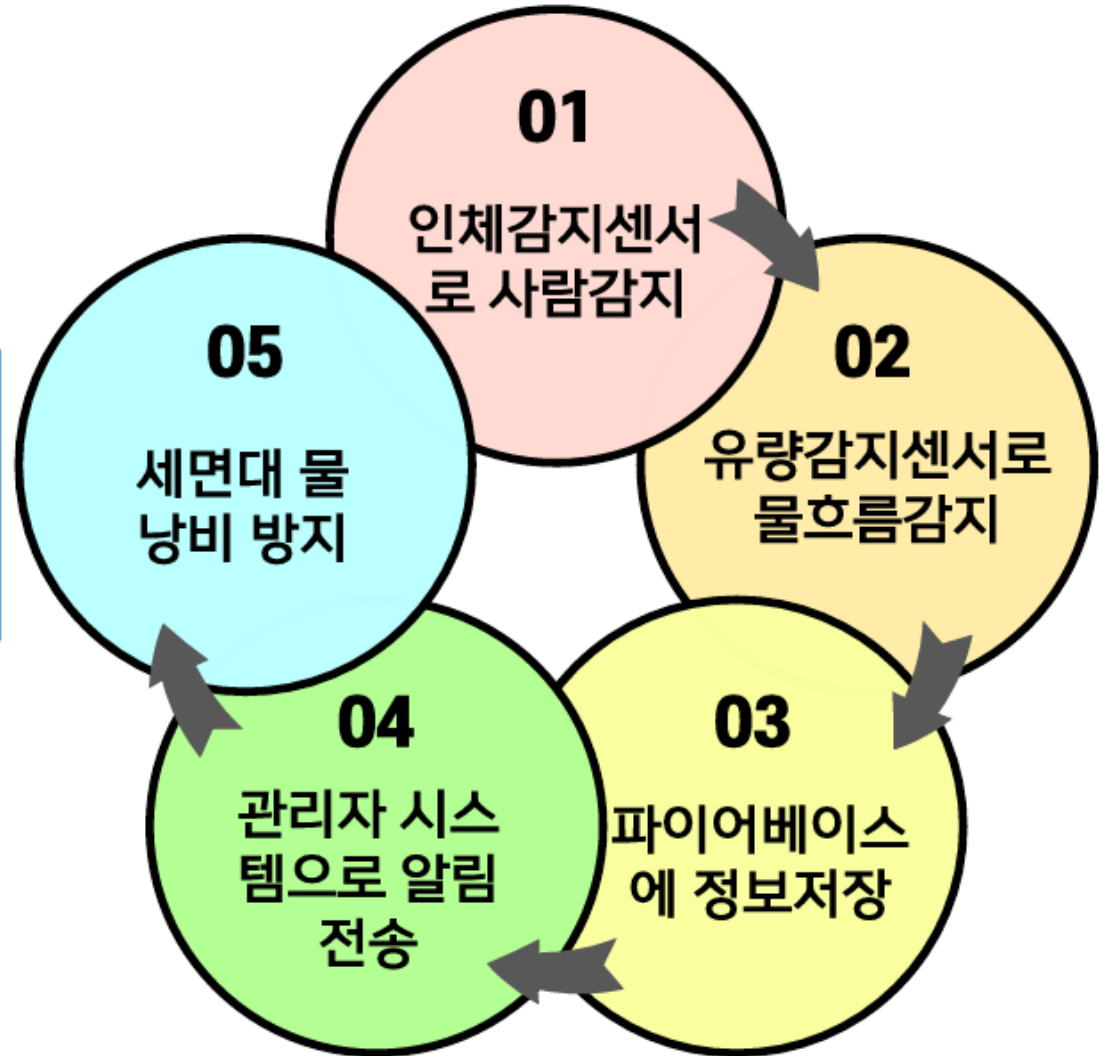 01
인체감지센서
로 사람감지
02
유량감지센서로
물흐름감지
03
파이어베이스
에 정보저장
04
관리자 시스
템으로 알림
전송
05
세면대 물
낭비 방지